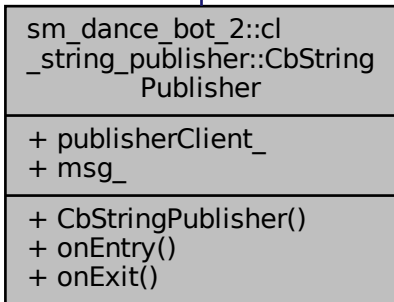 sm_dance_bot_2::cl
_string_publisher::CbString
Publisher
+ publisherClient_
+ msg_
+ CbStringPublisher()
+ onEntry()
+ onExit()